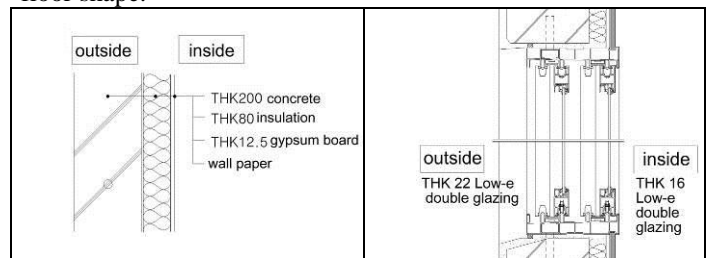 floor shape.
outside
inside
THK200 concrete
THK80 insulation
THK12.5 gypsum board
wall paper
outside
THK 22 Low-e
double glazing
inside
THK 16
Low-e
double
glazing